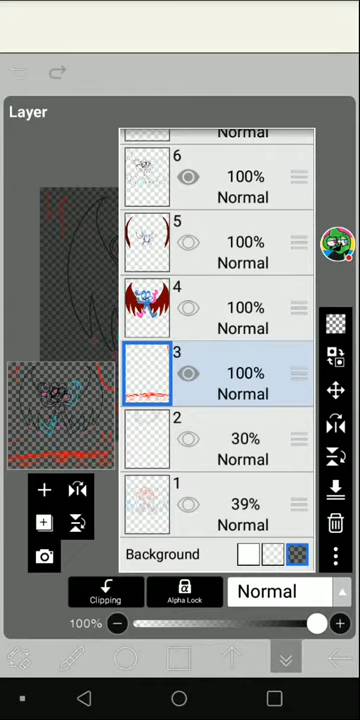 Layer
Normal
6
100%
Normal
5
100%
Normal
4
100%
Normal
3
100%
Normal
2
30%
Normal
1
39%
Normal
Background
Clipping
Alpha Lock
Normal
100%